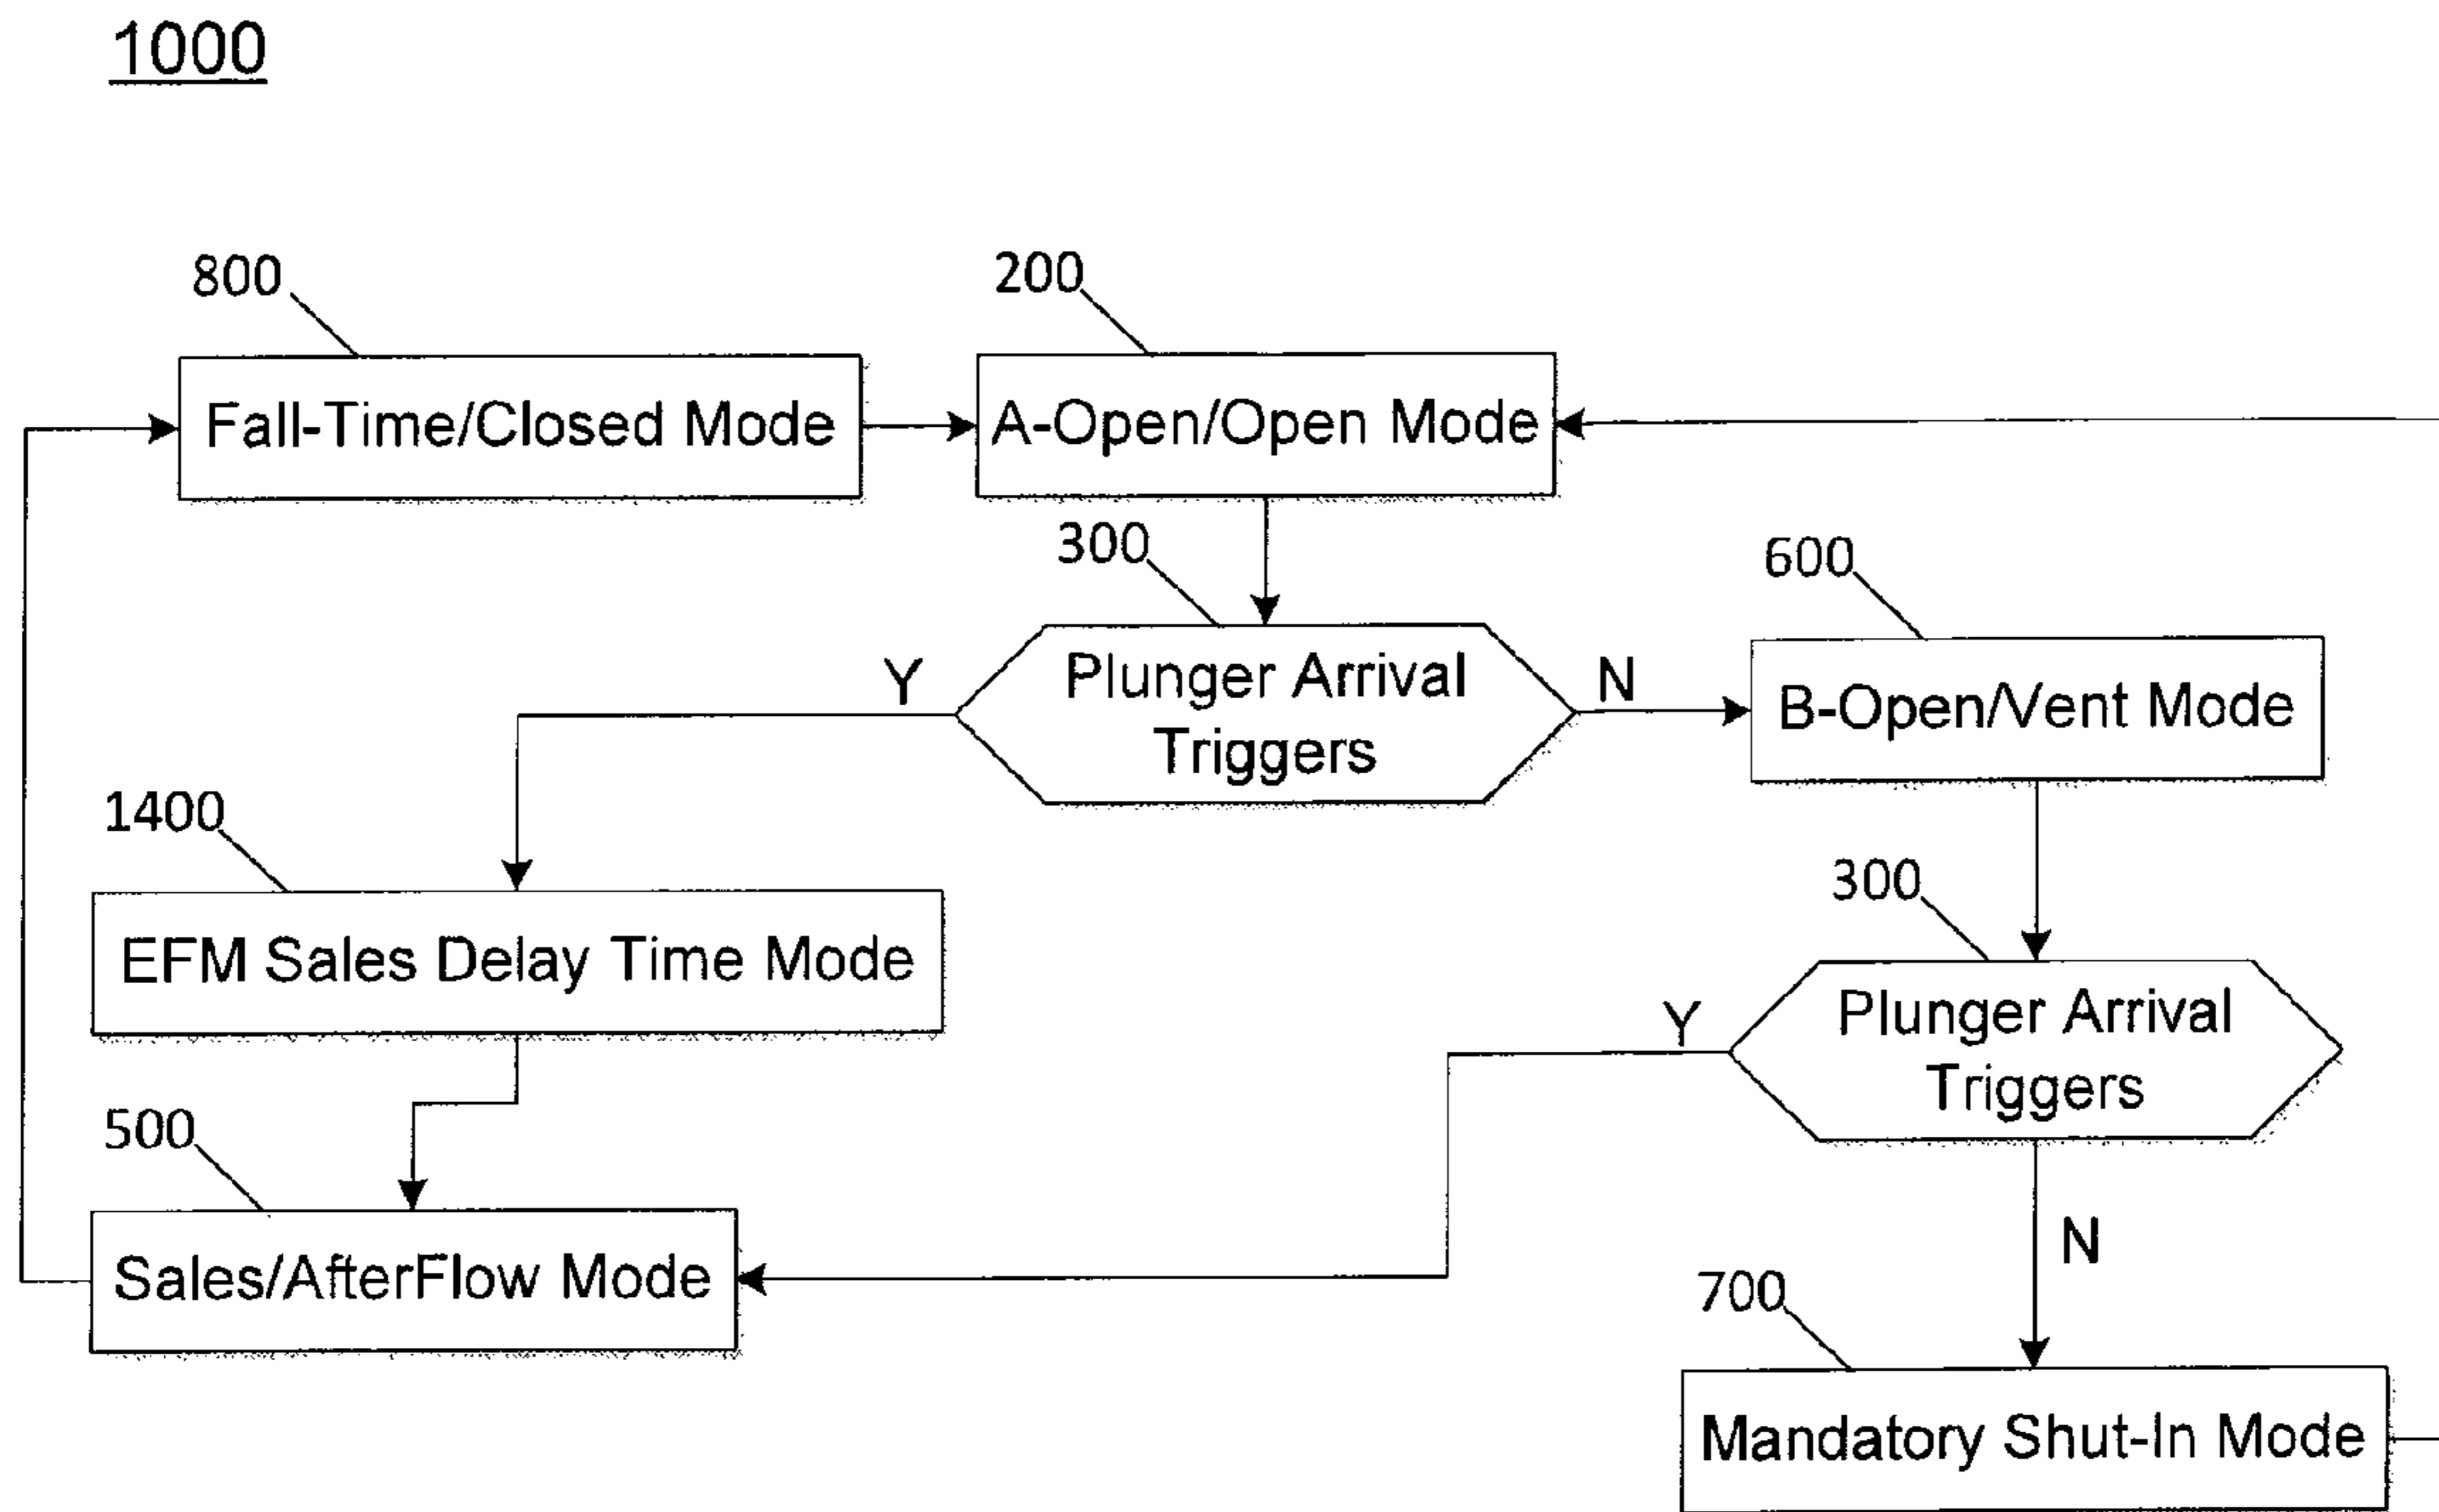 1000
800
200
Fall-Time/Closed Mode
A-Open/Open Mode
300
600
Y
Plunger Arrival
Triggers
N
B-Open/Vent Mode
1400
300
EFM Sales Delay Time Mode
Y
Plunger Arrival
Triggers
500
N
Sales/AfterFlow Mode
700
Mandatory Shut-In Mode